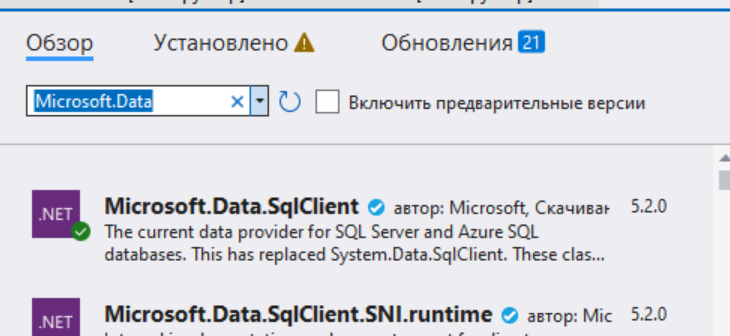 Обзор Установлено Обновления 21
Microsoft.Data Включить предварительные версии
.NET Microsoft.Data.SqlClient автор: Microsoft, 5.2.0
The current data provider for SQL Server and Azure SQL
databases. This has replaced System.Data.SqlClient. These clas...
.NET Microsoft.Data.SqlClient.SNI.runtime автор: Mic 5.2.0